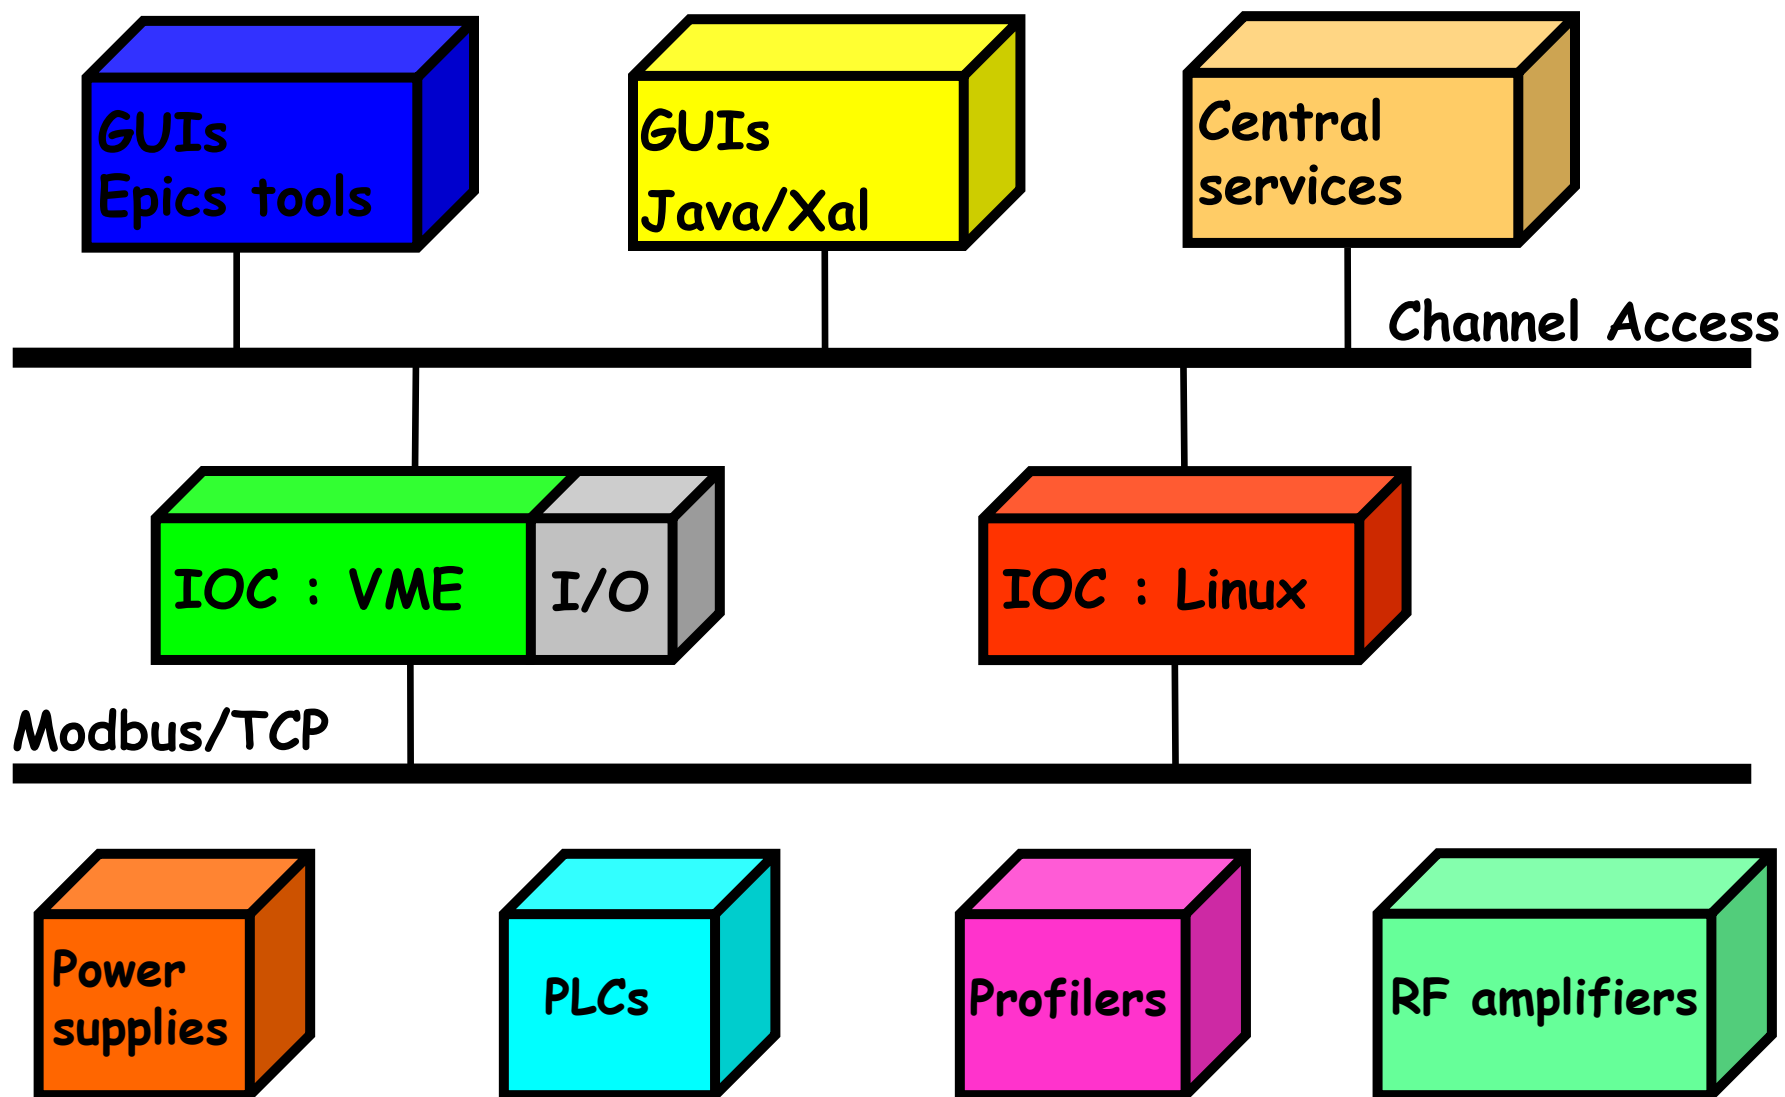 GUIs
Epics tools
GUIs
Java/Xal
Central
services
Channel Access
IOC : VME
I/O
IOC : Linux
Modbus/TCP
Power
supplies
PLCs
Profilers
RF amplifiers